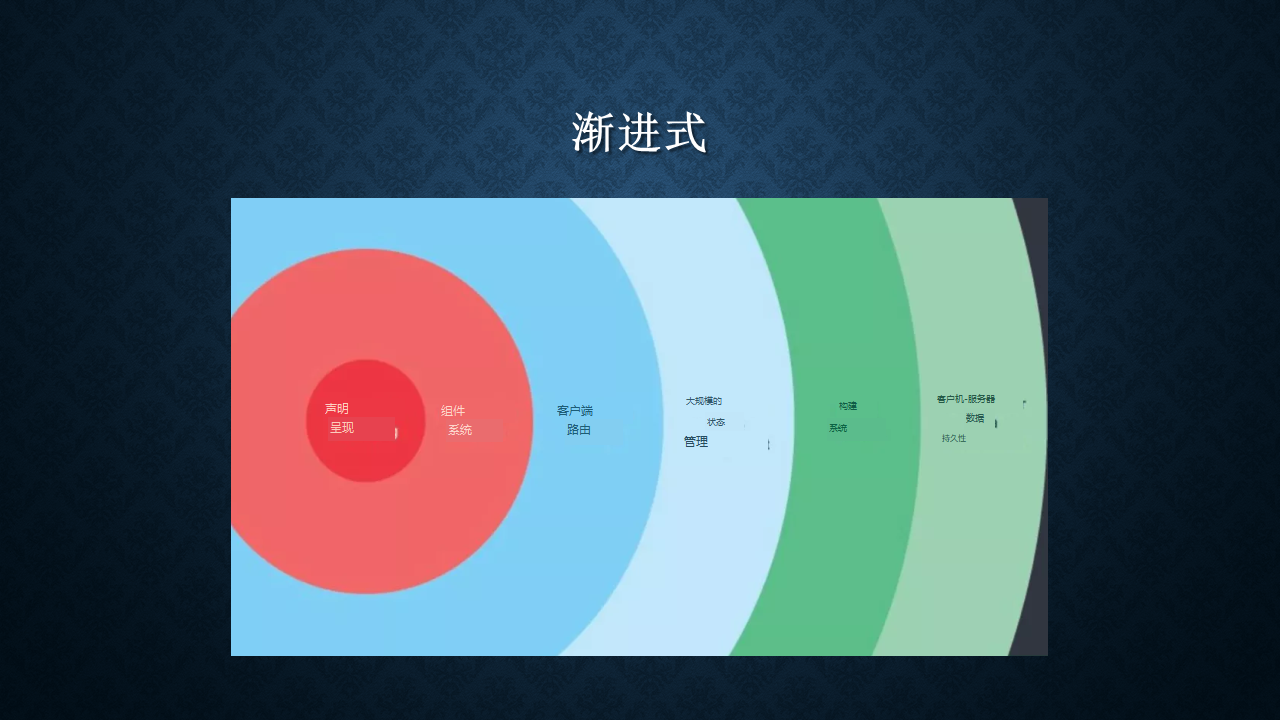 渐进式
声明
呈现
组件
系统
客户端
路由
大规模的
状态
管理
构建
系统
客户机-服务器
数据
持久性